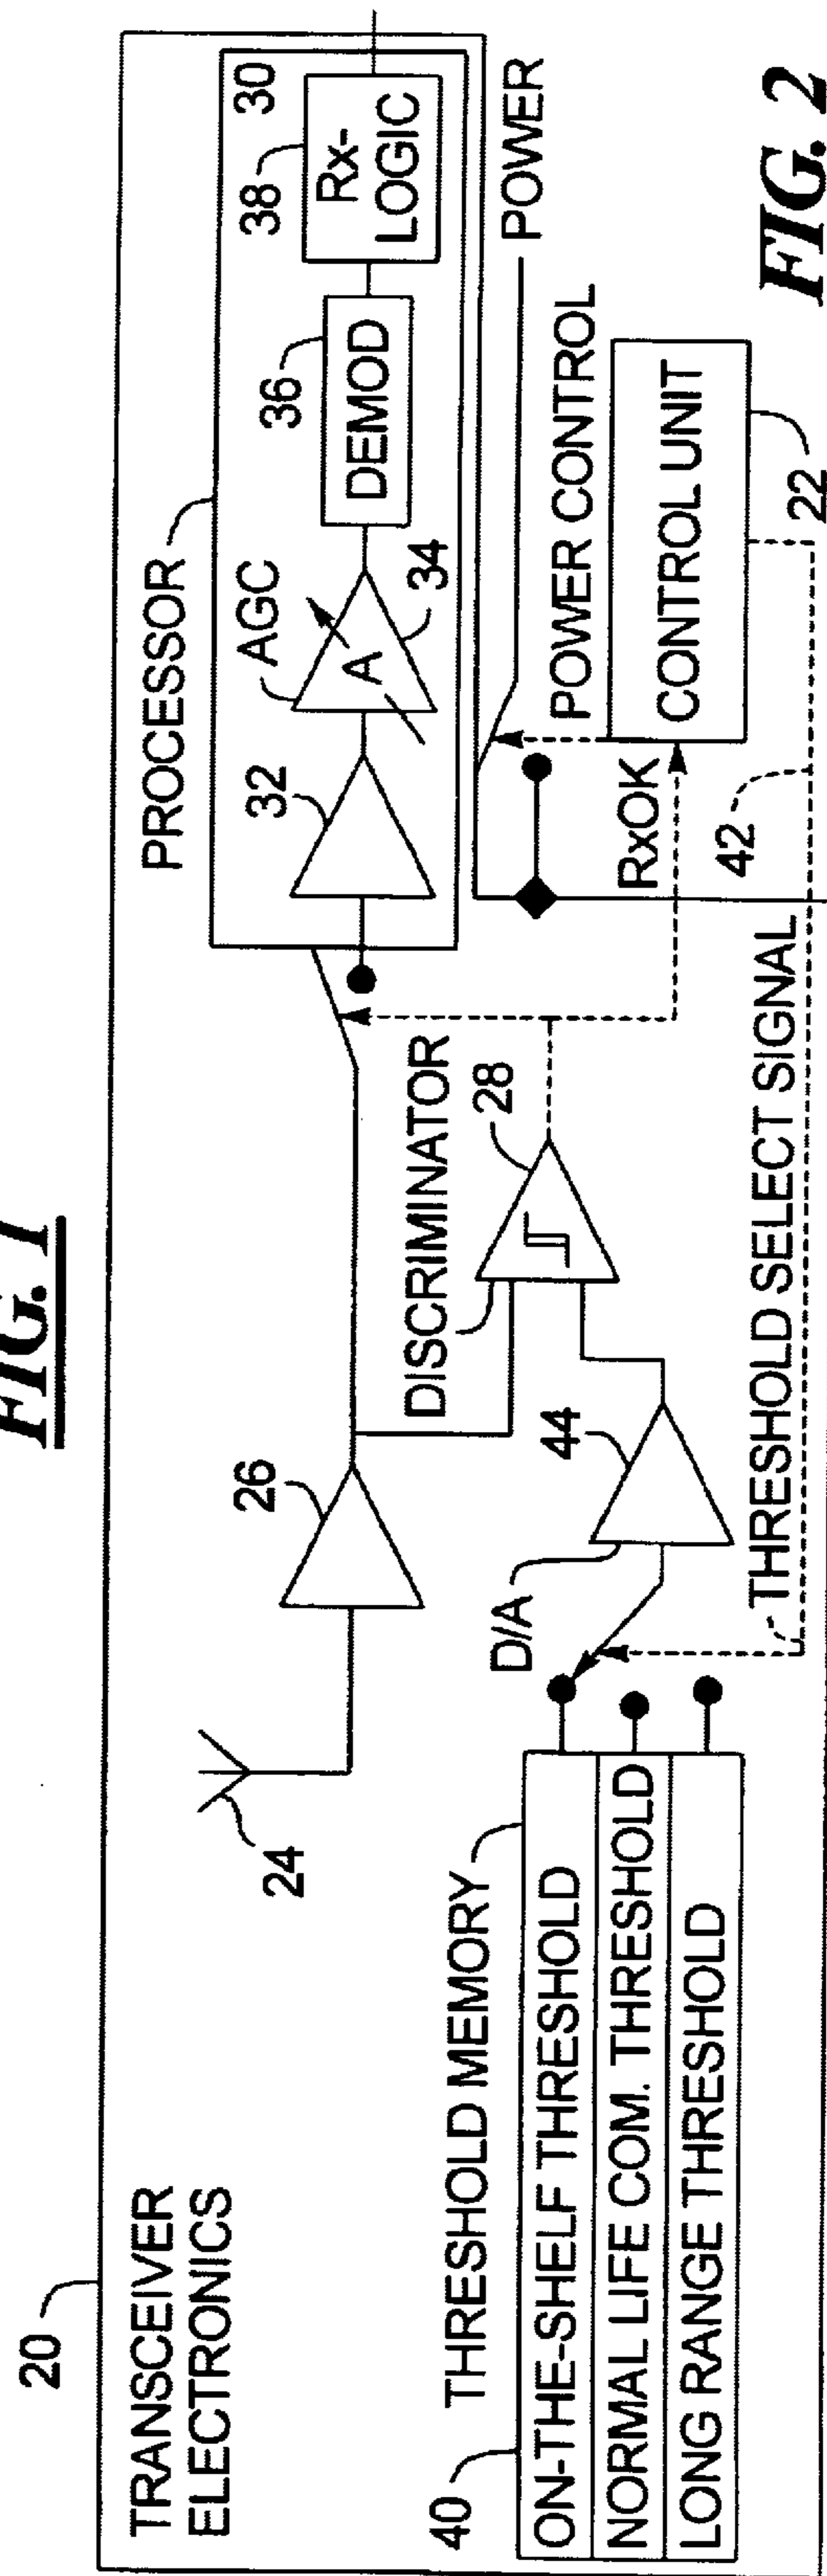 FIG. 1
20
TRANSCEIVER
ELECTRONICS
24
26
PROCESSOR
30
32
AGC
A
34
36
DEMOD
38
Rx-
LOGIC
DISCRIMINATOR
28
THRESHOLD MEMORY
40
ON-THE-SHELF THRESHOLD
NORMAL LIFE COM. THRESHOLD
LONG RANGE THRESHOLD
D/A
44
THRESHOLD SELECT SIGNAL
42
RxOK
POWER CONTROL
POWER
CONTROL UNIT
22
FIG. 2